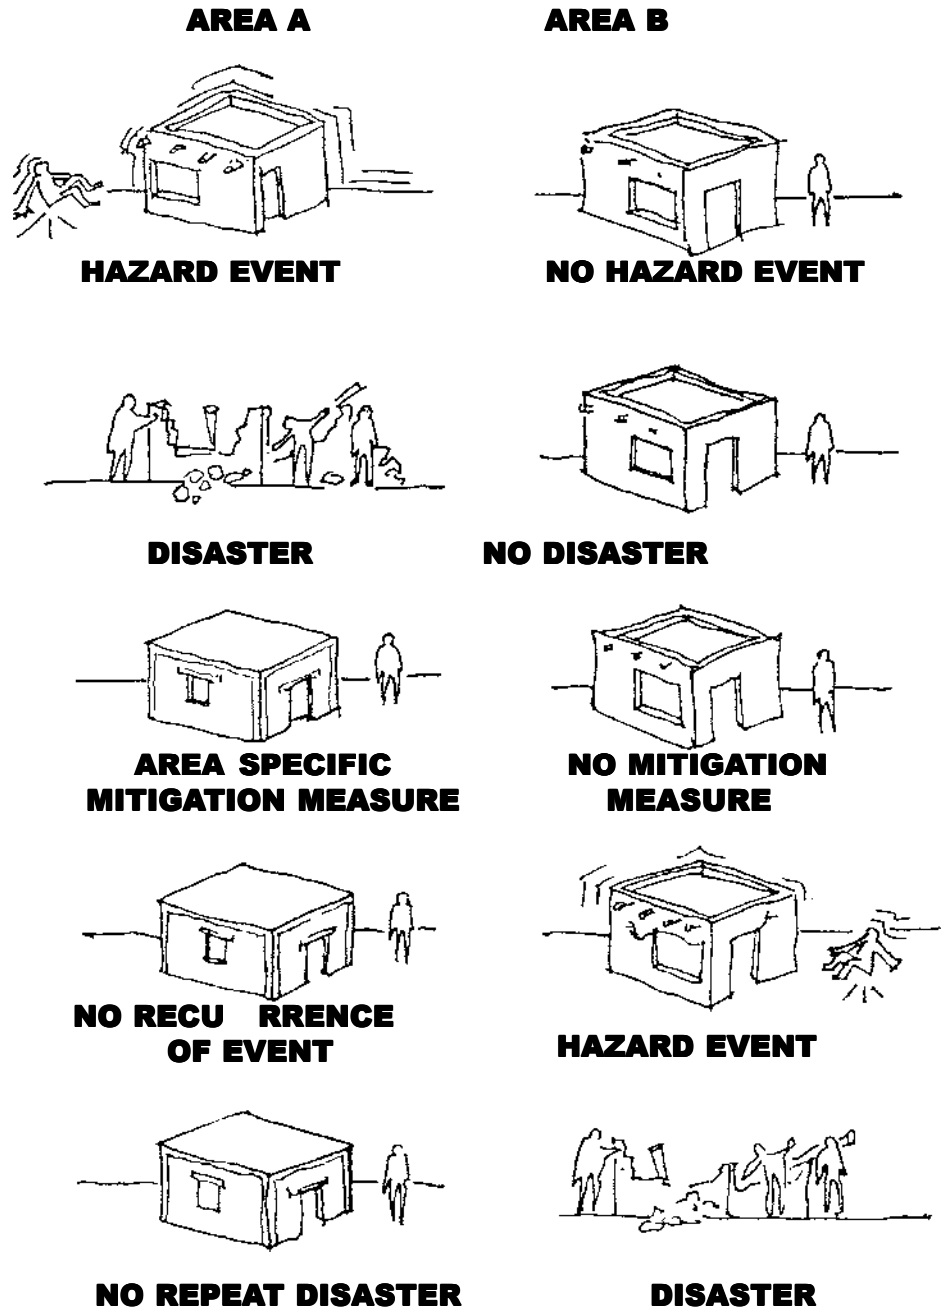 AREA A
AREA B
HAZARD EVENT
NO HAZARD EVENT
DISASTER
NO DISASTER
AREA SPECIFIC
MITIGATION MEASURE
NO MITIGATION
MEASURE
NO RECU RRENCE
OF EVENT
HAZARD EVENT
NO REPEAT DISASTER
DISASTER